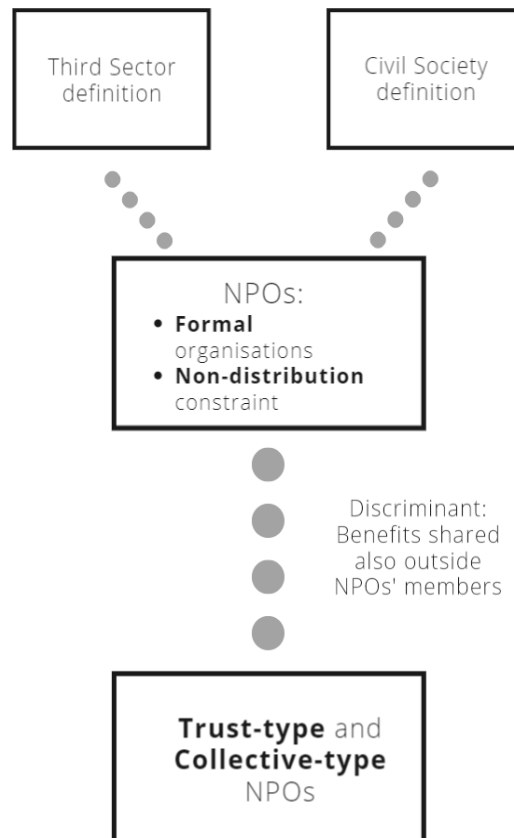 Third Sector
definition
Civil Society
definition
NPOs:
• Formal
organisations
• Non-distribution
constraint
Discriminant:
Benefits shared
also outside
NPOs' members
Trust-type and
Collective-type
NPOs